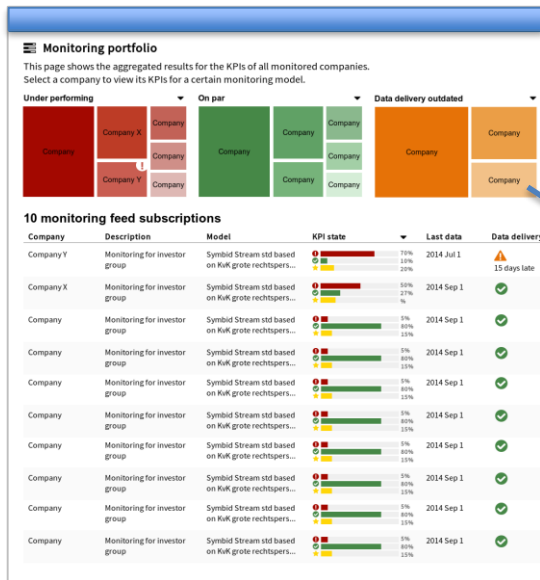 Monitoring portfolio
This page shows the aggregated results for the KPIs of all monitored companies.
Select a company to view its KPIs for a certain monitoring model.
Under performing
On par
Data delivery outdated
Company
Company X
Company
Company
Company Y
!
Company
Company
Company
Company
Company
Company
Company
Company
Company
Company
Company
10 monitoring feed subscriptions
Company Description Model KPI state Last data Data delivery
Company Y Monitoring for investor Symbid Stream std based 70% 2014 Jul 1
group on KvK grote rechtspers... 10%
20% 15 days late
Company X Monitoring for investor Symbid Stream std based 50% 2014 Sep 1
group on KvK grote rechtspers... 27%
%
Company Monitoring for investor Symbid Stream std based 5% 2014 Sep 1
group on KvK grote rechtspers... 80%
15%
Company Monitoring for investor Symbid Stream std based 5% 2014 Sep 1
group on KvK grote rechtspers... 80%
15%
Company Monitoring for investor Symbid Stream std based 5% 2014 Sep 1
group on KvK grote rechtspers... 80%
15%
Company Monitoring for investor Symbid Stream std based 5% 2014 Sep 1
group on KvK grote rechtspers... 80%
15%
Company Monitoring for investor Symbid Stream std based 5% 2014 Sep 1
group on KvK grote rechtspers... 80%
15%
Company Monitoring for investor Symbid Stream std based 5% 2014 Sep 1
group on KvK grote rechtspers... 80%
15%
Company Monitoring for investor Symbid Stream std based 5% 2014 Sep 1
group on KvK grote rechtspers... 80%
15%
Company Monitoring for investor Symbid Stream std based 5% 2014 Sep 1
group on KvK grote rechtspers... 80%
15%